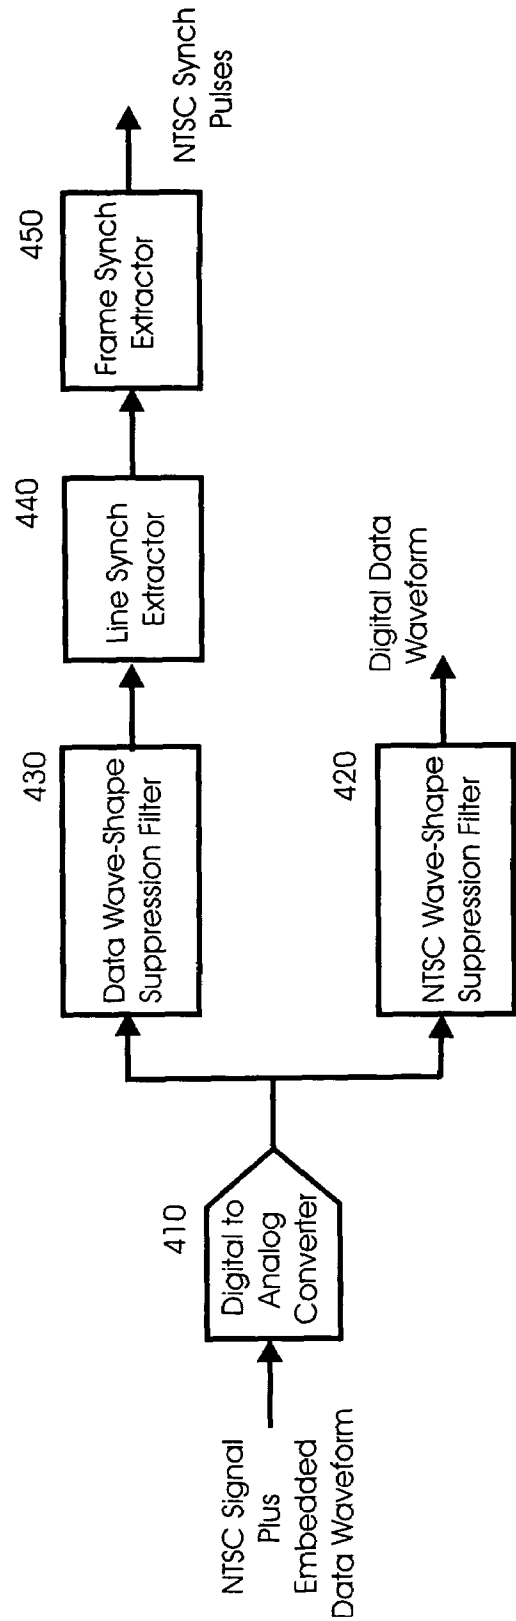 NTSC Signal
Plus
Embedded
Data Waveform
410
Digital to
Analog
Converter
430
Data Wave-Shape
Suppression Filter
440
Line Synch
Extractor
450
Frame Synch
Extractor
NTSC Synch
Pulses
420
NTSC Wave-Shape
Suppression Filter
Digital Data
Waveform